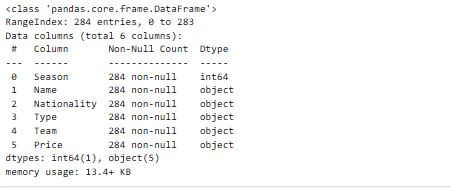 <class 'pandas.core.frame.DataFrame'>
RangeIndex: 284 entries, 0 to 283
Data columns (total 6 columns):
 #   Column       Non-Null Count  Dtype
---  ------       --------------  -----
 0   Season       284 non-null    int64
 1   Name         284 non-null    object
 2   Nationality  284 non-null    object
 3   Type         284 non-null    object
 4   Team         284 non-null    object
 5   Price        284 non-null    object
dtypes: int64(1), object(5)
memory usage: 13.4+ KB